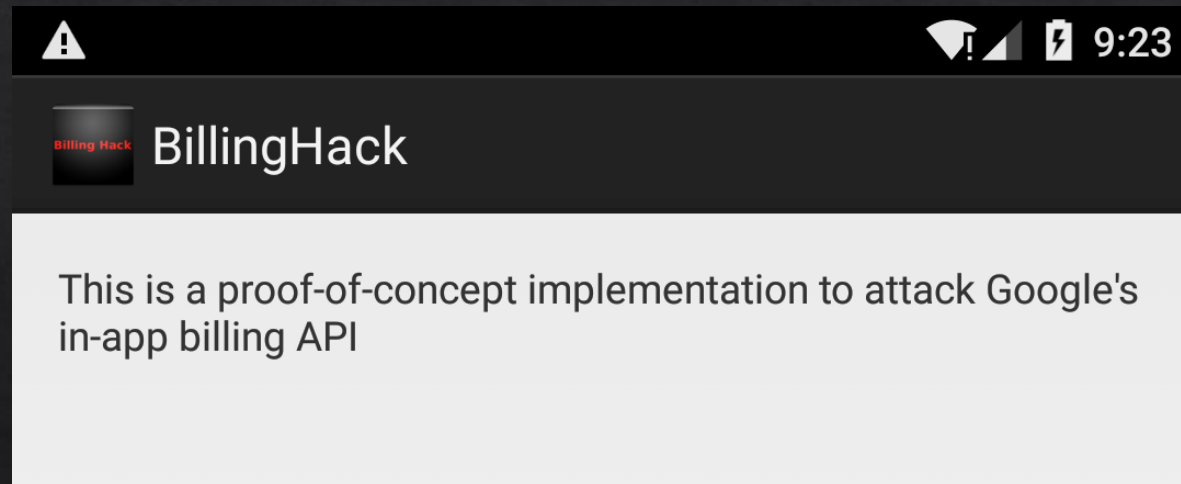 9:23
Billing Hack
BillingHack
This is a proof-of-concept implementation to attack Google's
in-app billing API